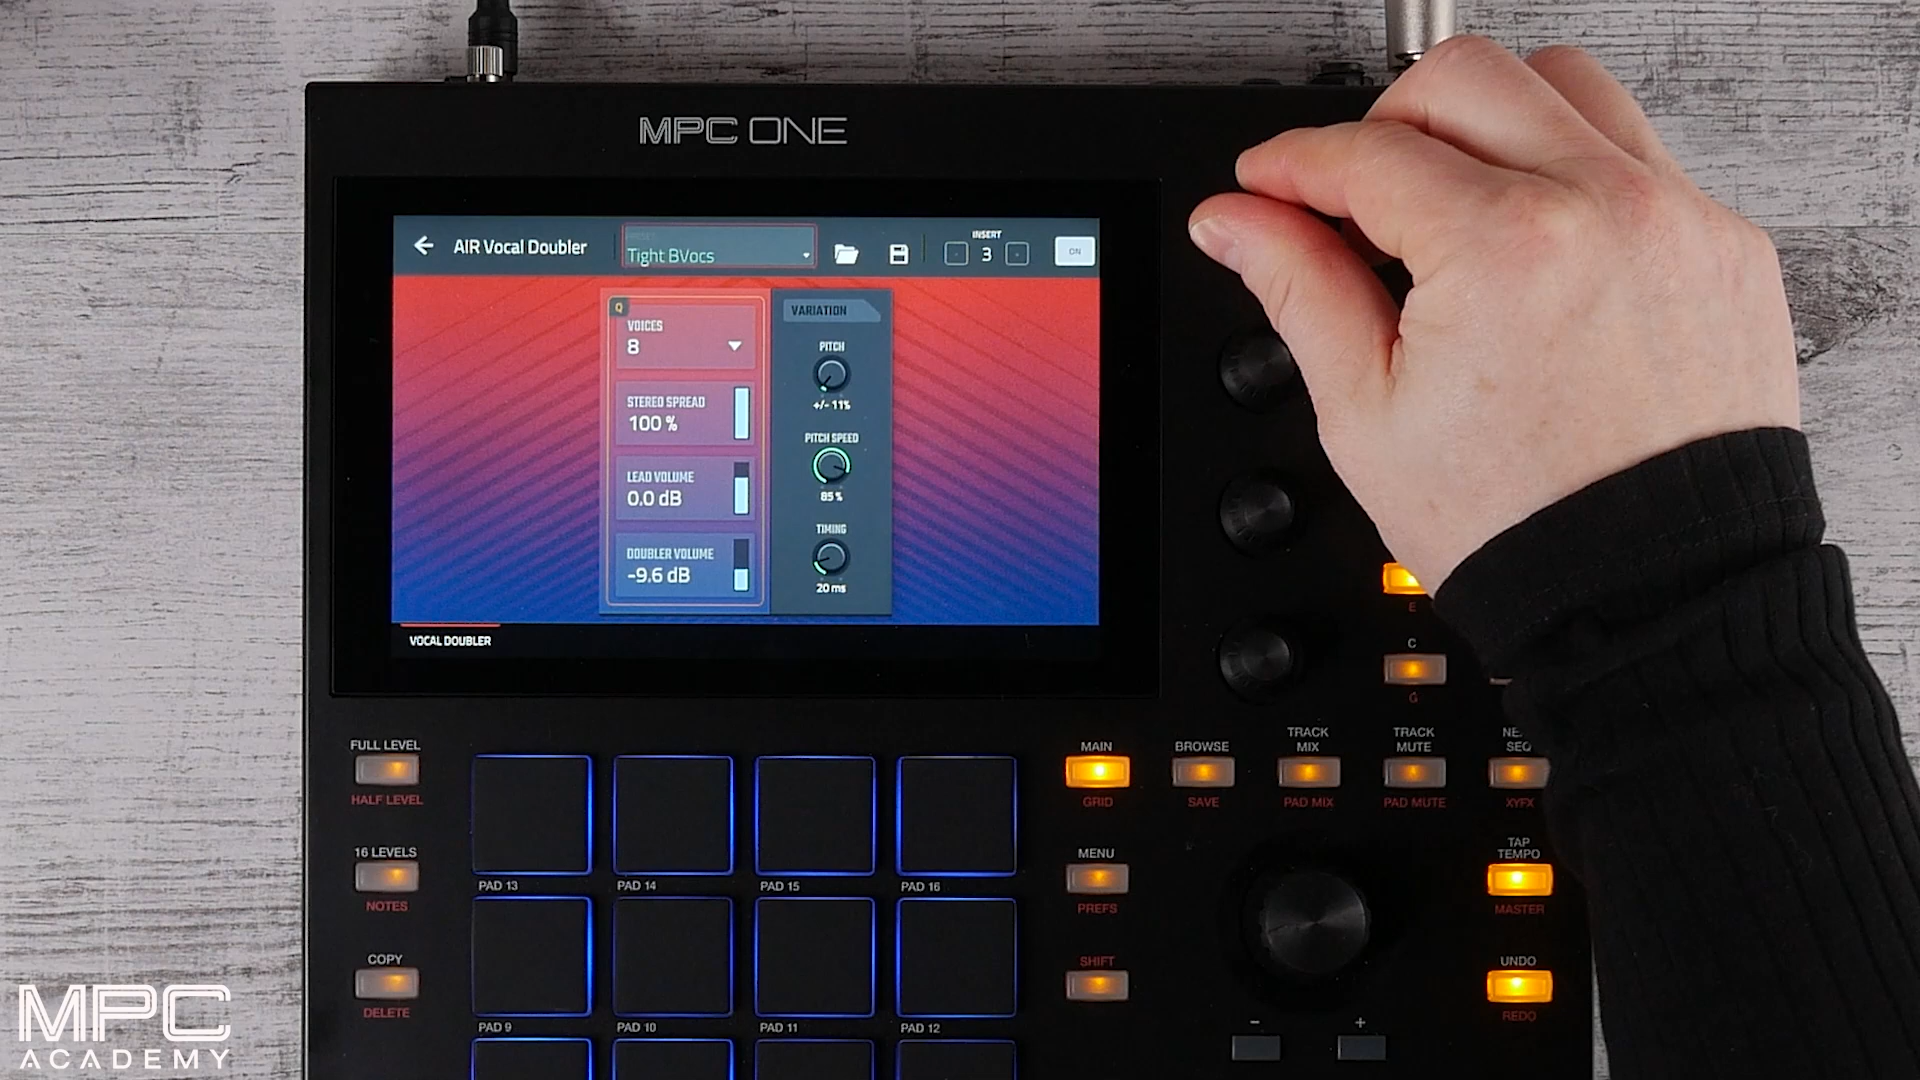 MPC ONE
AIR Vocal Doubler
Tight BVocs
INSERT
3
ON
Q
VOICES
8
STEREO SPREAD
100 %
LEAD VOLUME
0.0 dB
DOUBLER VOLUME
-9.6 dB
VARIATION
PITCH
+/- 11%
PITCH SPEED
85 %
TIMING
20 ms
VOCAL DOUBLER
E
C
G
FULL LEVEL
HALF LEVEL
16 LEVELS
NOTES
COPY
DELETE
PAD 13
PAD 14
PAD 15
PAD 16
PAD 9
PAD 10
PAD 11
PAD 12
MAIN
GRID
BROWSE
SAVE
TRACK
MIX
PAD MIX
TRACK
MUTE
PAD MUTE
SEQ
XYFX
MENU
PREFS
TAP
TEMPO
MASTER
SHIFT
UNDO
REDO
-
+
MPC
ACADEMY